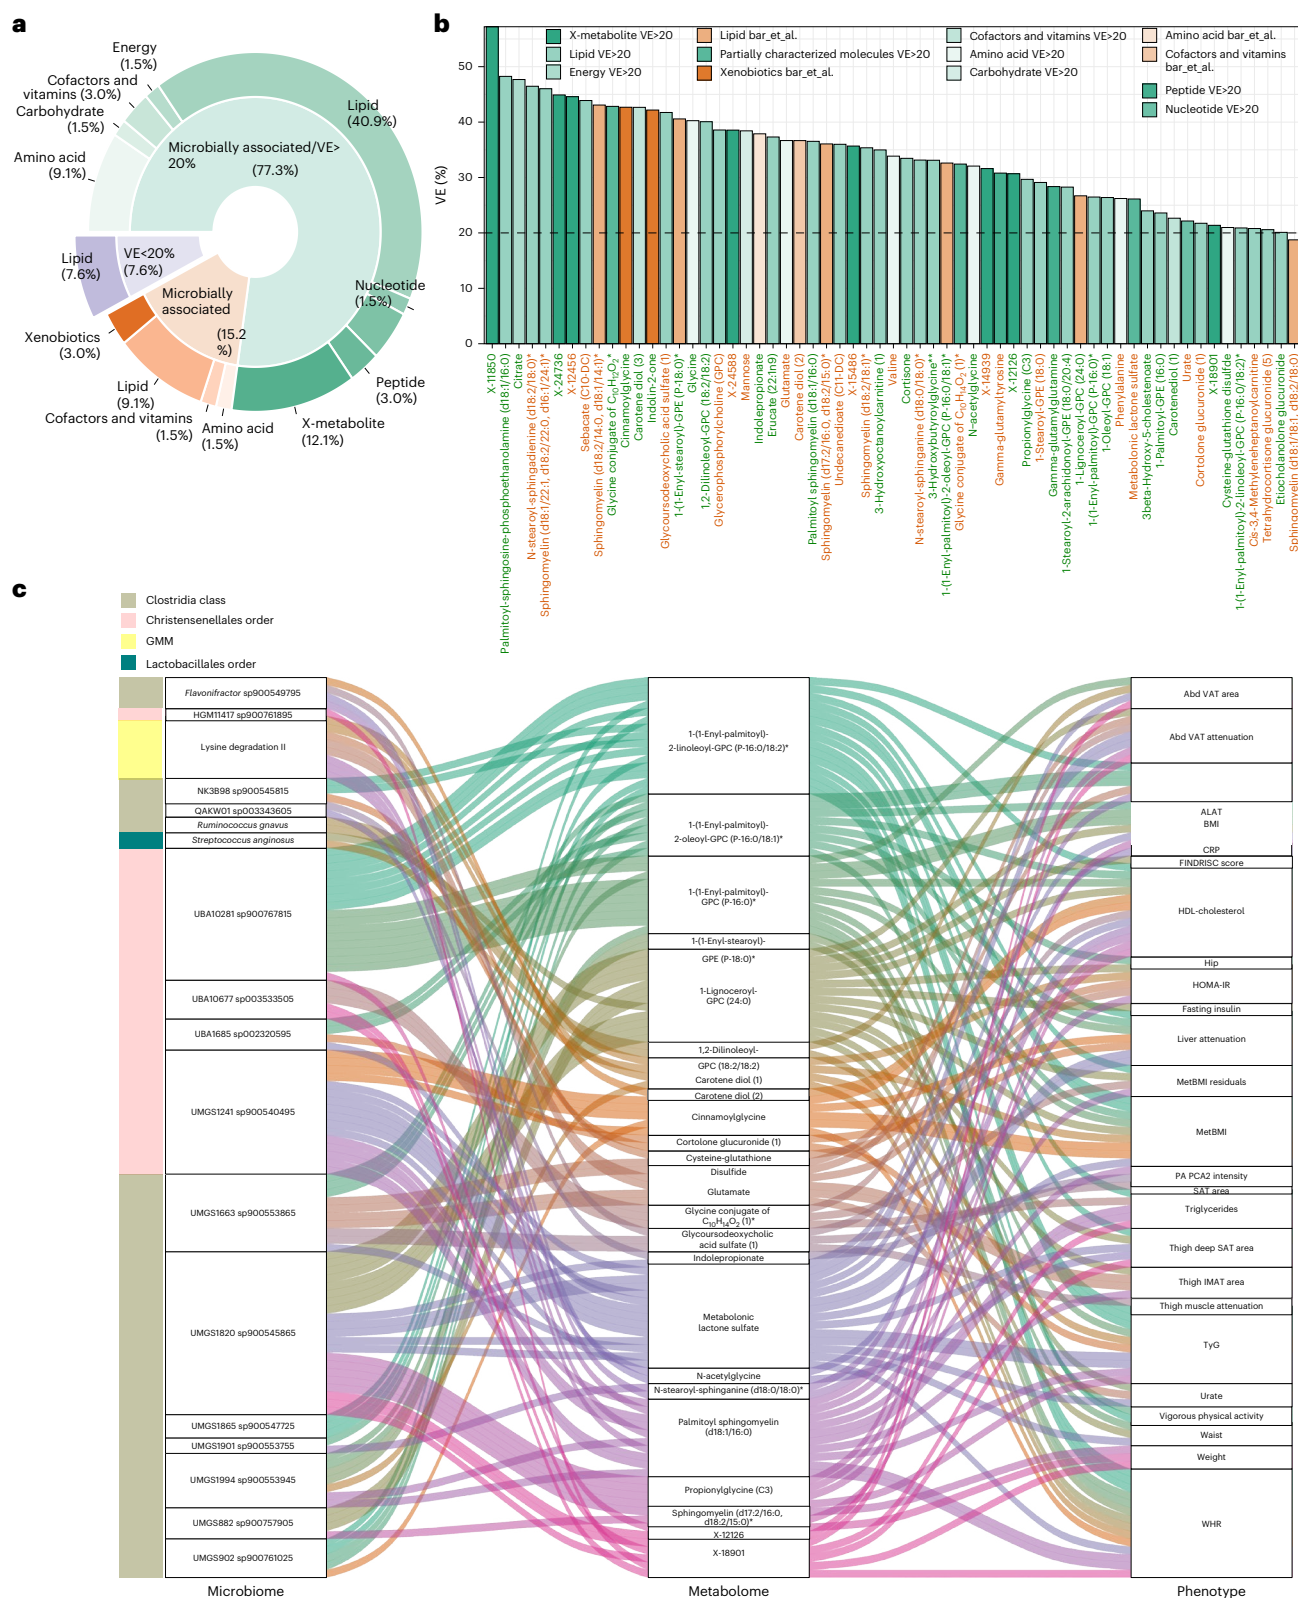 a
Energy
(1.5%)
Cofactors and
vitamins (3.0%)
Carbohydrate
(1.5%)
Amino acid
(9.1%)
Lipid
(40.9%)
Microbially associated/VE>
20%
(77.3%)
Lipid
(7.6%)
VE<20%
(7.6%)
Microbially
associated
(15.2
%)
Nucleotide
(1.5%)
Xenobiotics
(3.0%)
Peptide
(3.0%)
Lipid
(9.1%)
Cofactors and vitamins
(1.5%)
Amino acid
(1.5%)
X-metabolite
(12.1%)
b
VE (%)
50
40
30
20
10
0
X-metabolite VE>20
Lipid VE>20
Energy VE>20
Lipid bar_et_al.
Partially characterized molecules VE>20
Xenobiotics bar_et_al.
Cofactors and vitamins VE>20
Amino acid VE>20
Carbohydrate VE>20
Amino acid bar_et_al.
Cofactors and vitamins
bar_et_al.
Peptide VE>20
Nucleotide VE>20
X-11850
Palmitoyl-sphingosine-phosphoethanolamine (d18:1/16:0)
Citrate
N-stearoyl-sphingadienine (d18:2/18:0)*
Sphingomyelin (d18:1/22:1, d18:2/22:0, d16:1/24:1)*
X-24736
X-12456
Sebacate (C10-DC)
Sphingomyelin (d18:2/14:0, d18:1/14:1)*
Glycine conjugate of C10H12O2*
Cinnamoylglycine
Carotene diol (3)
Indolin-2-one
Glycoursodeoxycholic acid sulfate (1)
1-(1-Enyl-stearoyl)-GPE (P-18:0)*
Glycine
1,2-Dilinoleoyl-GPC (18:2/18:2)
Glycerophosphorylcholine (GPC)
X-24588
Mannose
Indolepropionate
Erucate (22:1n9)
Glutamate
Carotene diol (2)
Palmitoyl sphingomyelin (d18:1/16:0)
Sphingomyelin (d17:2/16:0, d18:2/15:0)*
Undecanedioate (C11-DC)
X-15486
Sphingomyelin (d18:2/18:1)*
3-Hydroxyoctanoylcarnitine (1)
Valine
Cortisone
N-stearoyl-sphinganine (d18:0/18:0)*
3-Hydroxybutyroylglycine**
1-(1-Enyl-palmitoyl)-2-oleoyl-GPC (P-16:0/18:1)*
Glycine conjugate of C10H14O2 (1)*
N-acetylglycine
X-14939
Gamma-glutamyltyrosine
X-12126
Propionylglycine (C3)
1-Stearoyl-GPE (18:0)
Gamma-glutamylglutamine
1-Stearoyl-2-arachidonoyl-GPE (18:0/20:4)
1-Lignoceroyl-GPC (24:0)
1-(1-Enyl-palmitoyl)-GPC (P-16:0)*
1-Oleoyl-GPC (18:1)
Phenylalanine
Metabolonic lactone sulfate
3beta-Hydroxy-5-cholestenoate
1-Palmitoyl-GPE (16:0)
Carotenediol (1)
Urate
Cortolone glucuronide (1)
X-18901
Cysteine-glutathione disulfide
1-(1-Enyl-palmitoyl)-2-linoleoyl-GPC (P-16:0/18:2)*
Cis-3,4-Methyleneheptanoylcarnitine
Tetrahydrocortisone glucuronide (5)
Etiocholanolone glucuronide
Sphingomyelin (d18:1/18:1, d18:2/18:0)
c
Clostridia class
Christensenellales order
GMM
Lactobacillales order
Flavonifractor sp900549795
HGM11417 sp900761895
Lysine degradation II
NK3B98 sp900545815
QAKW01 sp003343605
Ruminococcus gnavus
Streptococcus anginosus
UBA10281 sp900767815
UBA10677 sp003533505
UBA1685 sp002320595
UMGS1241 sp900540495
UMGS1663 sp900553865
UMGS1820 sp900545865
UMGS1865 sp900547725
UMGS1901 sp900553755
UMGS1994 sp900553945
UMGS882 sp900757905
UMGS902 sp900761025
Microbiome
1-(1-Enyl-palmitoyl)-
2-linoleoyl-GPC (P-16:0/18:2)*
1-(1-Enyl-palmitoyl)-
2-oleoyl-GPC (P-16:0/18:1)*
1-(1-Enyl-palmitoyl)-
GPC (P-16:0)*
1-(1-Enyl-stearoyl)-
GPE (P-18:0)*
1-Lignoceroyl-
GPC (24:0)
1,2-Dilinoleoyl-
GPC (18:2/18:2)
Carotene diol (1)
Carotene diol (2)
Cinnamoylglycine
Cortolone glucuronide (1)
Cysteine-glutathione
Disulfide
Glutamate
Glycine conjugate of
C10H14O2 (1)*
Glycoursodeoxycholic
acid sulfate (1)
Indolepropionate
Metabolonic
lactone sulfate
N-acetylglycine
N-stearoyl-sphinganine (d18:0/18:0)*
Palmitoyl sphingomyelin
(d18:1/16:0)
Propionylglycine (C3)
Sphingomyelin (d17:2/16:0,
d18:2/15:0)*
X-12126
X-18901
Metabolome
Abd VAT area
Abd VAT attenuation
ALAT
BMI
CRP
FINDRISC score
HDL-cholesterol
Hip
HOMA-IR
Fasting insulin
Liver attenuation
MetBMI residuals
MetBMI
PA PCA2 intensity
SAT area
Triglycerides
Thigh deep SAT area
Thigh IMAT area
Thigh muscle attenuation
TyG
Urate
Vigorous physical activity
Waist
Weight
WHR
Phenotype